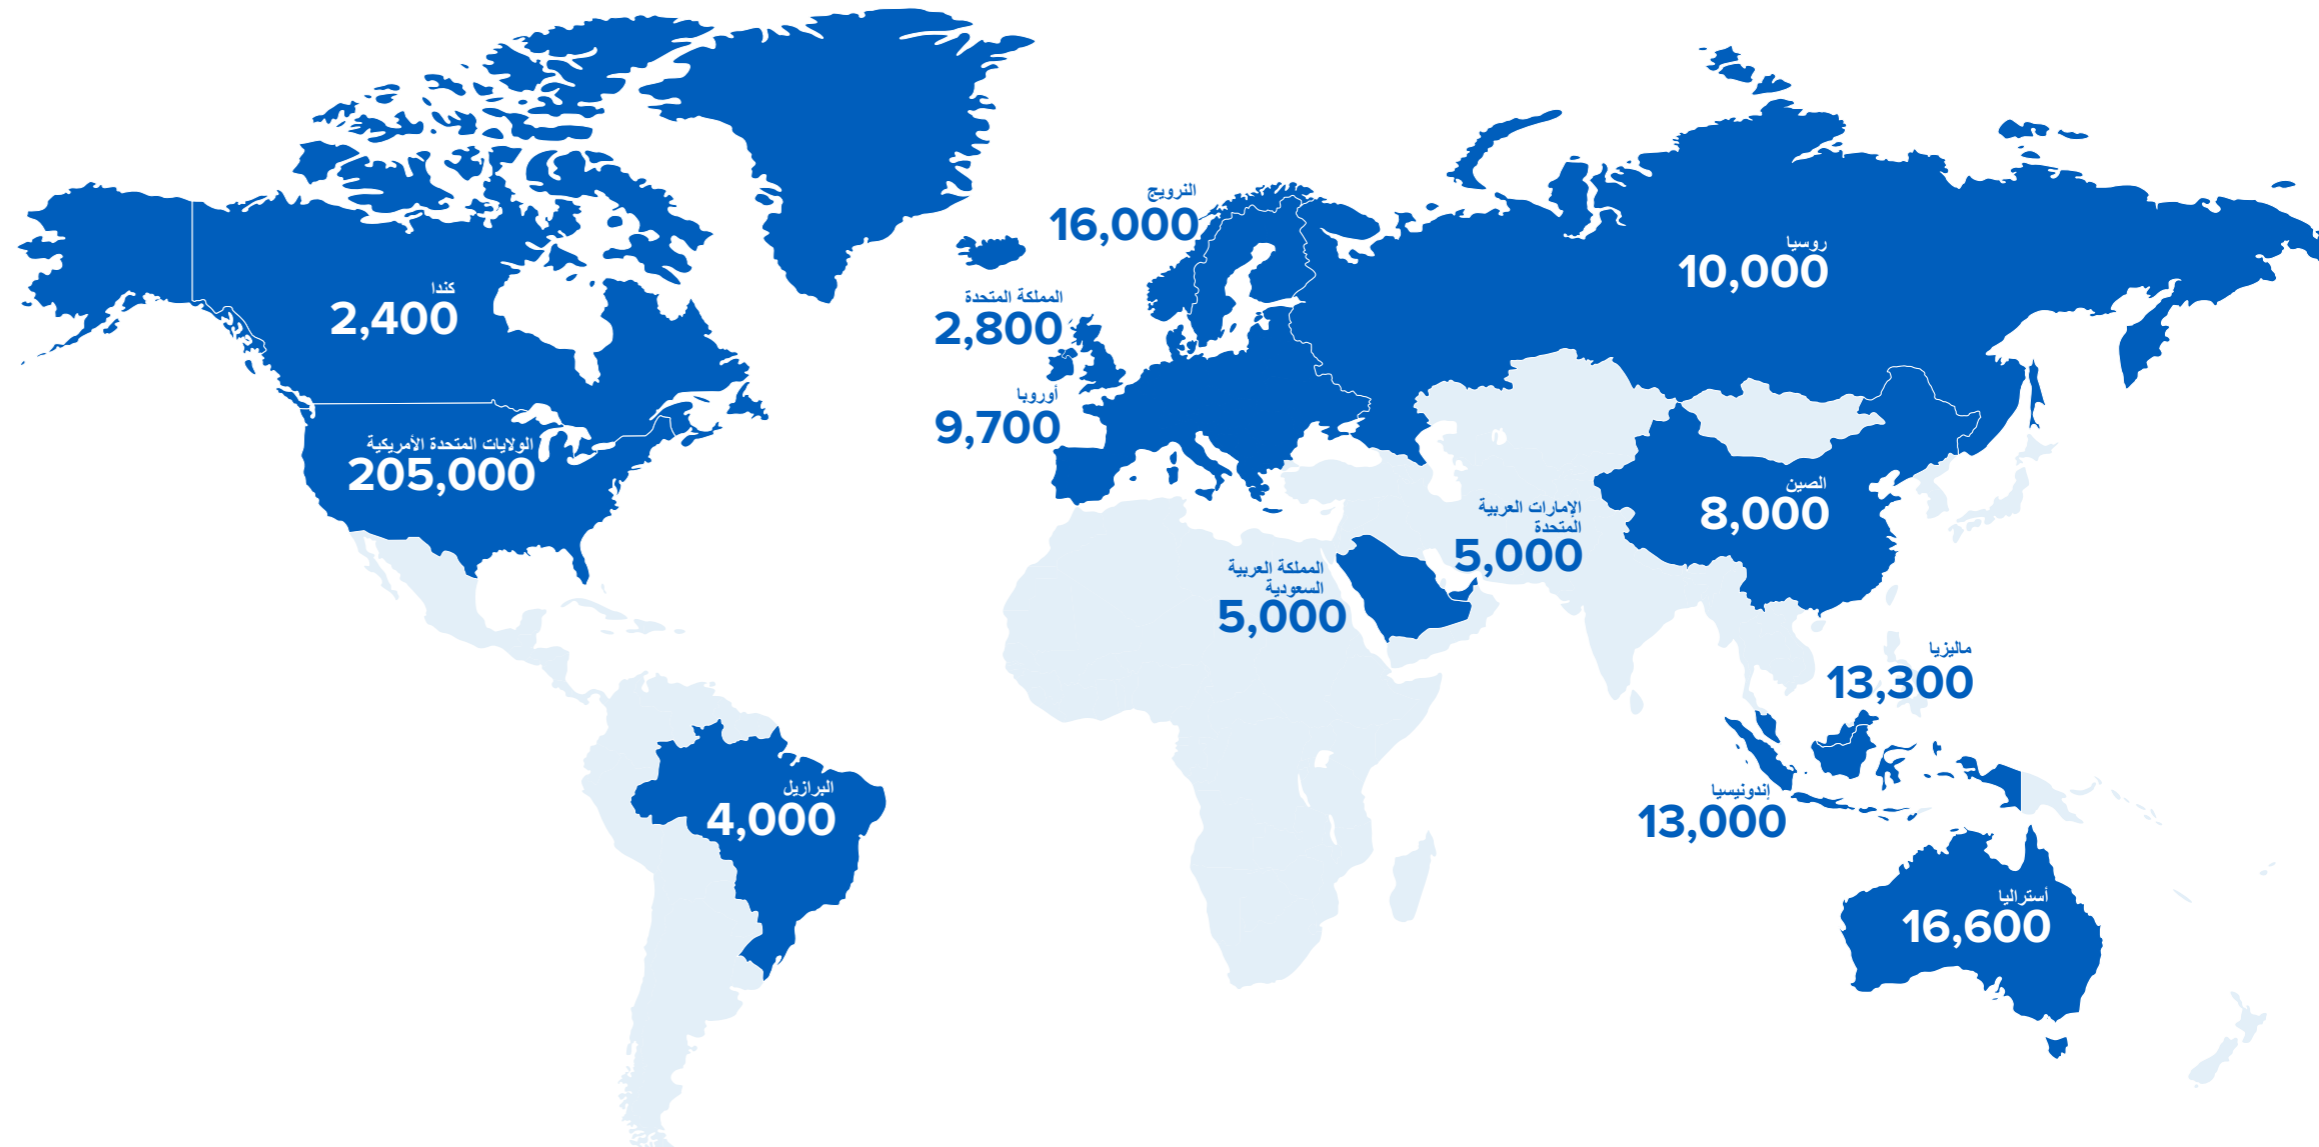 النرويج
16,000
روسيا
10,000
كندا
2,400
المملكة المتحدة
2,800
أوروبا
9,700
الولايات المتحدة الأمريكية
205,000
الصين
8,000
الإمارات العربية
المتحدة
5,000
المملكة العربية
السعودية
5,000
ماليزيا
13,300
البرازيل
4,000
إندونيسيا
13,000
أستراليا
16,600